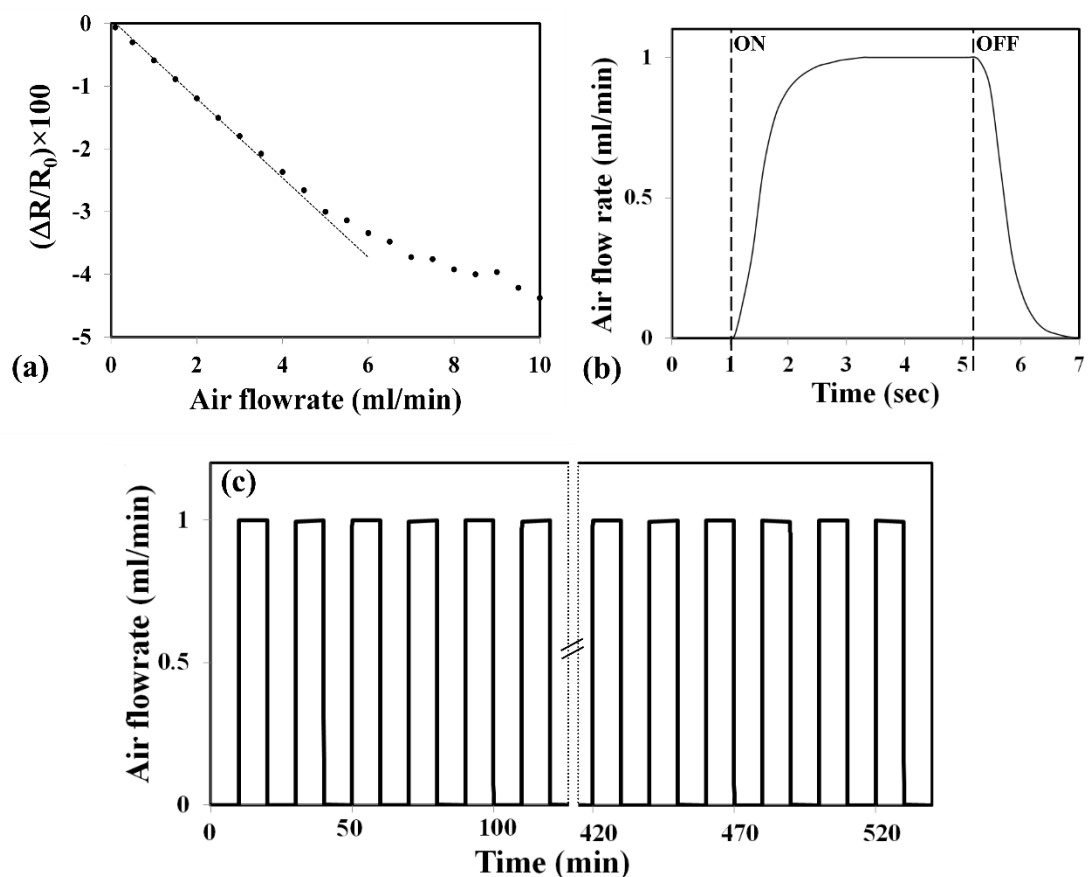 0
-1
-2
-3
-4
-5
(ΔR/R₀)×100
0 2 4 6 8 10
Air flowrate (ml/min)
(a)
ON OFF
1
0.5
0
Air flow rate (ml/min)
0 1 2 3 4 5 6 7
Time (sec)
(b)
(c)
1
0.5
0
Air flowrate (ml/min)
0 50 100 420 470 520
Time (min)